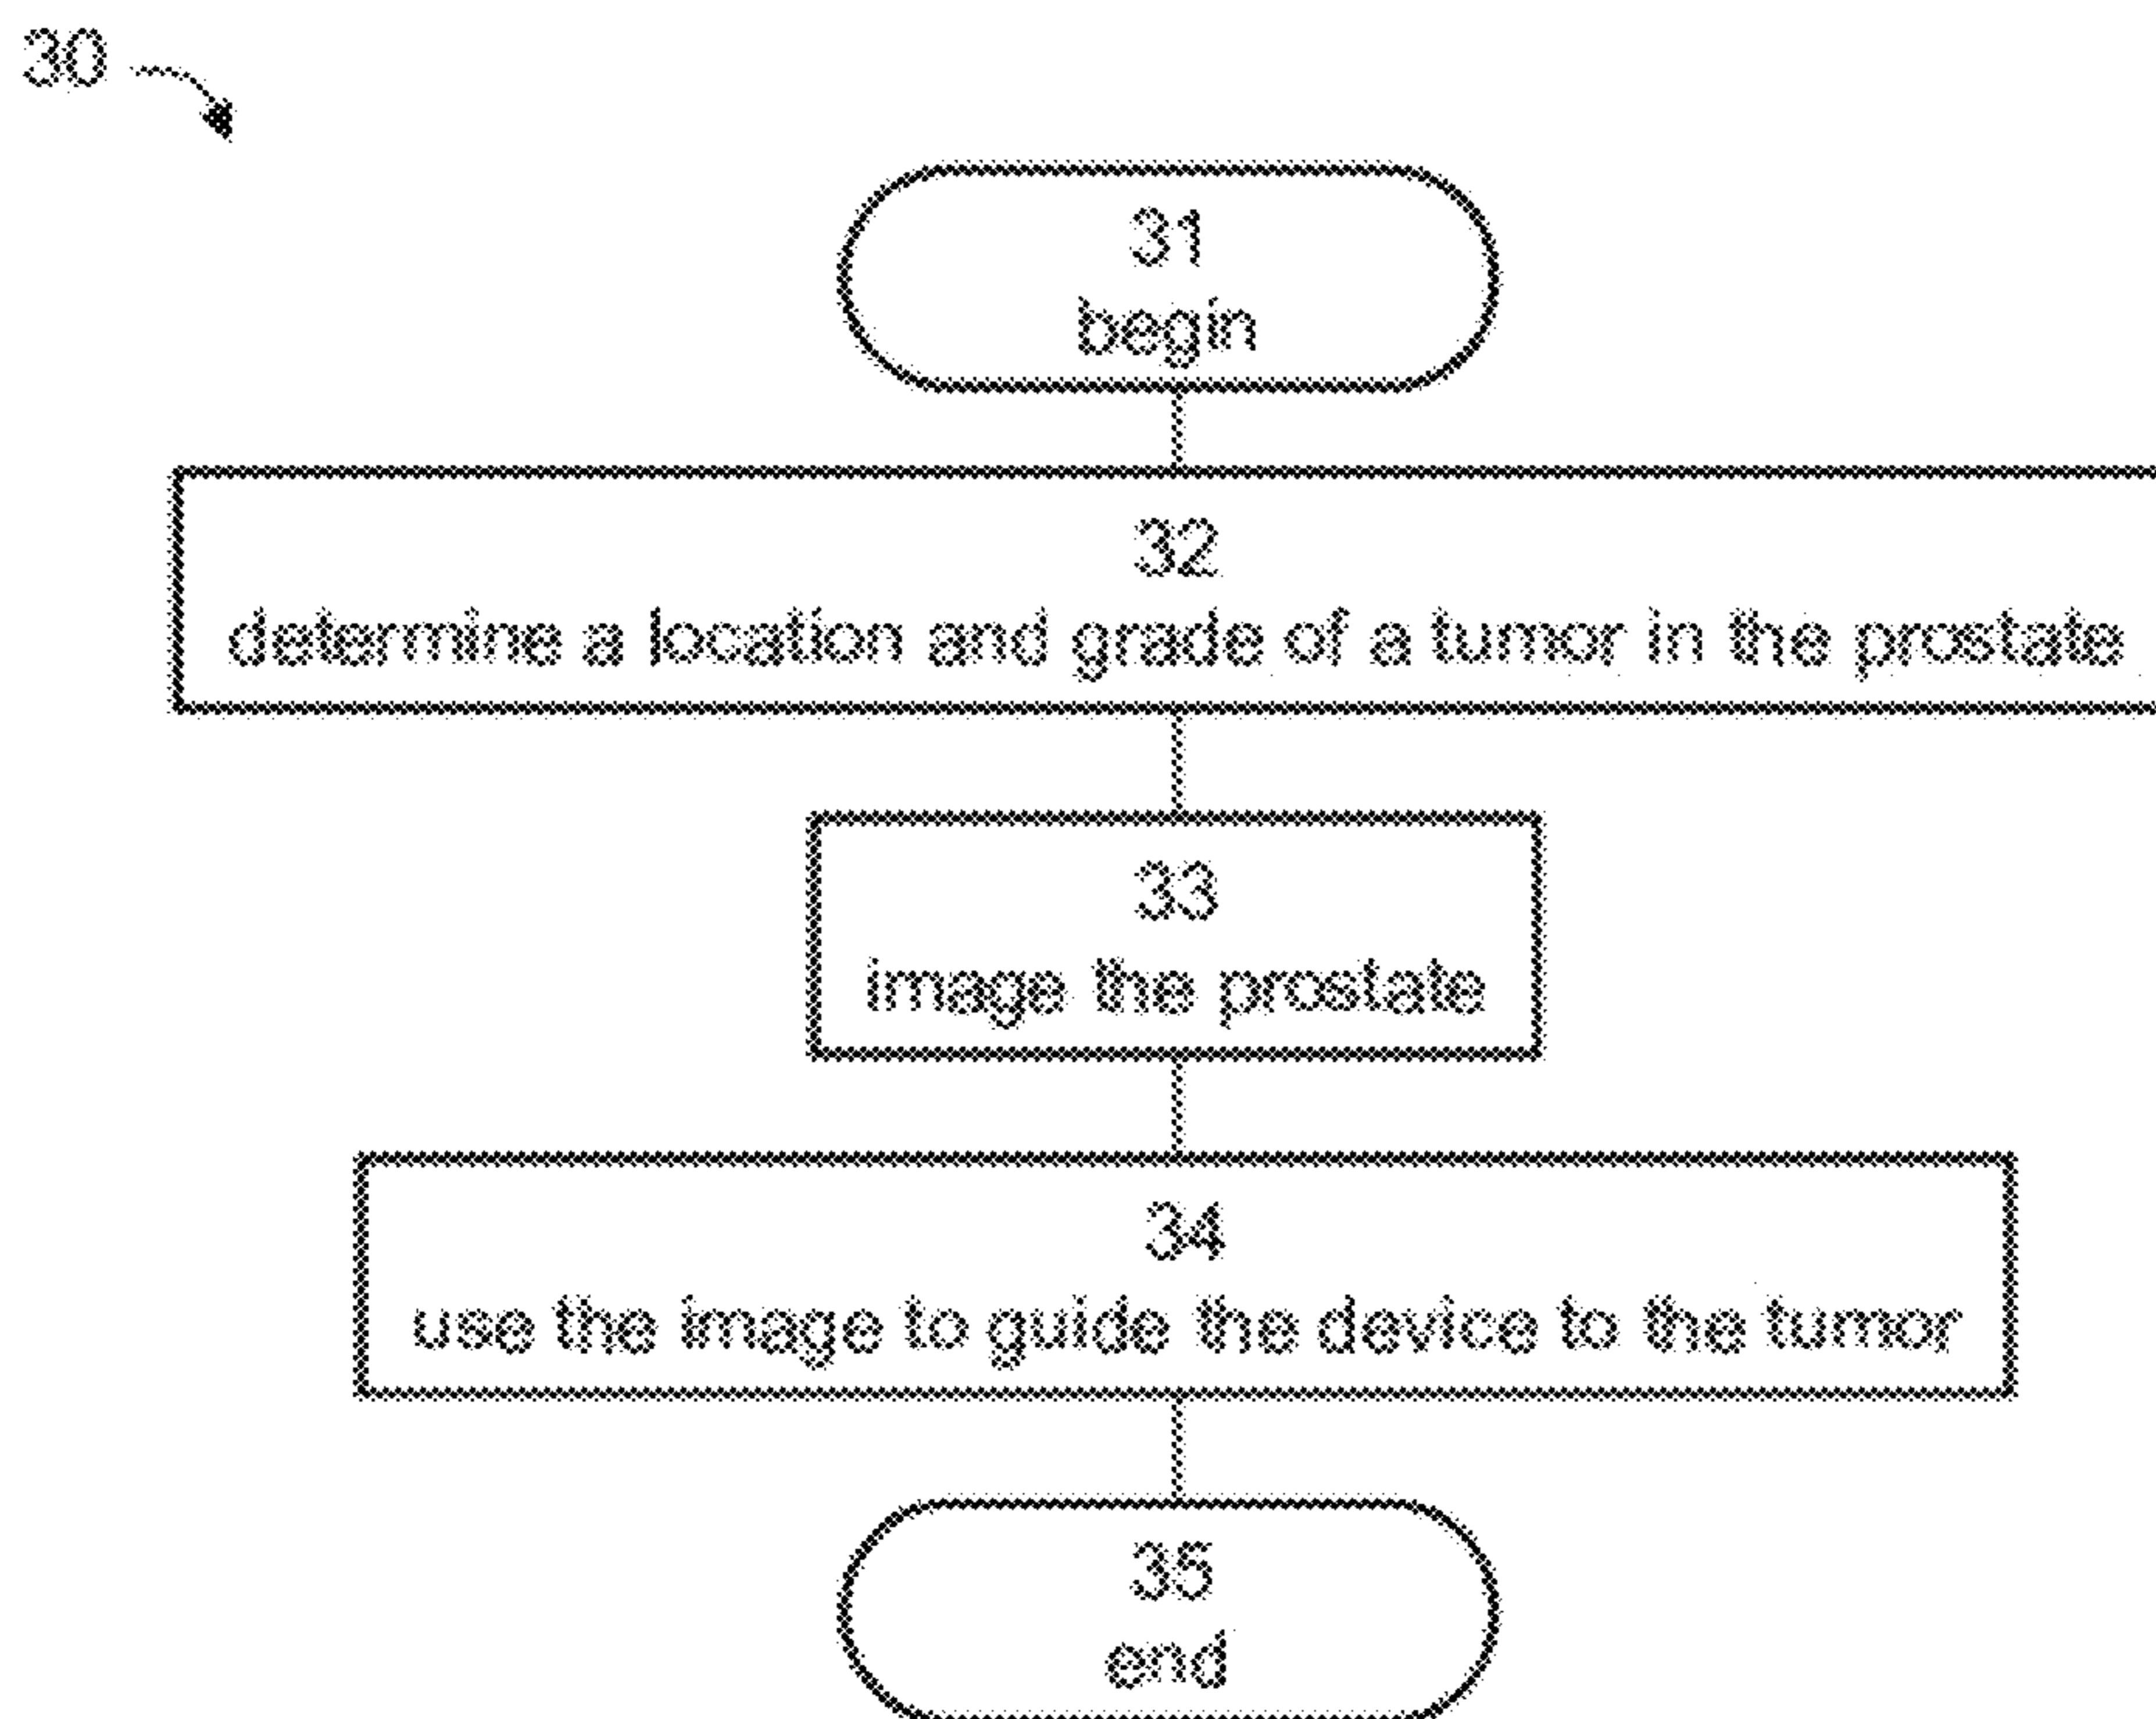 30
31
begin
32
determine a location and grade of a tumor in the prostate
33
image the prostate
34
use the image to guide the device to the tumor
35
end